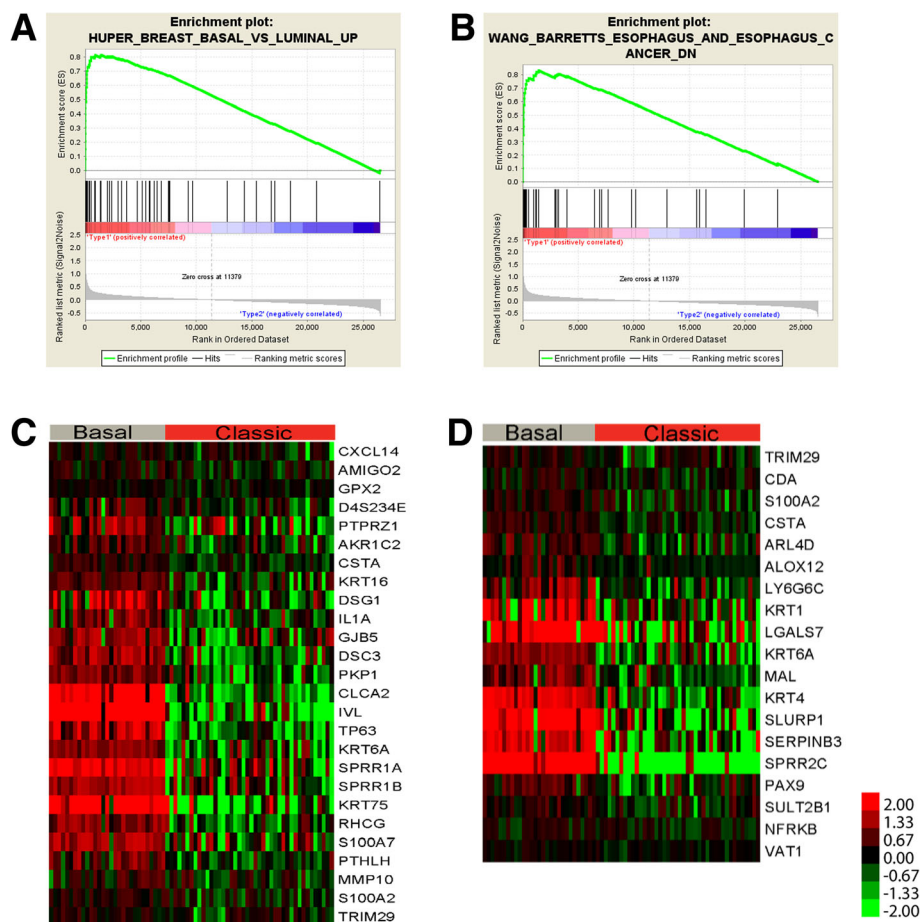 A
Enrichment plot:
HUPER_BREAST_BASAL_VS_LUMINAL_UP
Enrichment score (ES)
0.8
0.7
0.6
0.5
0.4
0.3
0.2
0.1
0.0
Ranked list metric (Signal2Noise)
'Type1' (positively correlated)
2.5
2.0
1.5
1.0
0.5
0.0
-0.5
Zero cross at 11379
'Type2' (negatively correlated)
0 5,000 10,000 15,000 20,000 25,000
Rank in Ordered Dataset
Enrichment profile Hits Ranking metric scores
B
Enrichment plot:
WANG_BARRETTS_ESOPHAGUS_AND_ESOPHAGUS_C
ANCER_DN
Enrichment score (ES)
0.8
0.7
0.6
0.5
0.4
0.3
0.2
0.1
0.0
Ranked list metric (Signal2Noise)
'Type1' (positively correlated)
2.5
2.0
1.5
1.0
0.5
0.0
-0.5
Zero cross at 11379
'Type2' (negatively correlated)
0 5,000 10,000 15,000 20,000 25,000
Rank in Ordered Dataset
Enrichment profile Hits Ranking metric scores
C
Basal Classic
CXCL14
AMIGO2
GPX2
D4S234E
PTPRZ1
AKR1C2
CSTA
KRT16
DSG1
IL1A
GJB5
DSC3
PKP1
CLCA2
IVL
TP63
KRT6A
SPRR1A
SPRR1B
KRT75
RHCG
S100A7
PTHLH
MMP10
S100A2
TRIM29
D
Basal Classic
TRIM29
CDA
S100A2
CSTA
ARL4D
ALOX12
LY6G6C
KRT1
LGALS7
KRT6A
MAL
KRT4
SLURP1
SERPINB3
SPRR2C
PAX9
SULT2B1
NFRKB
VAT1
2.00
1.33
0.67
0.00
-0.67
-1.33
-2.00